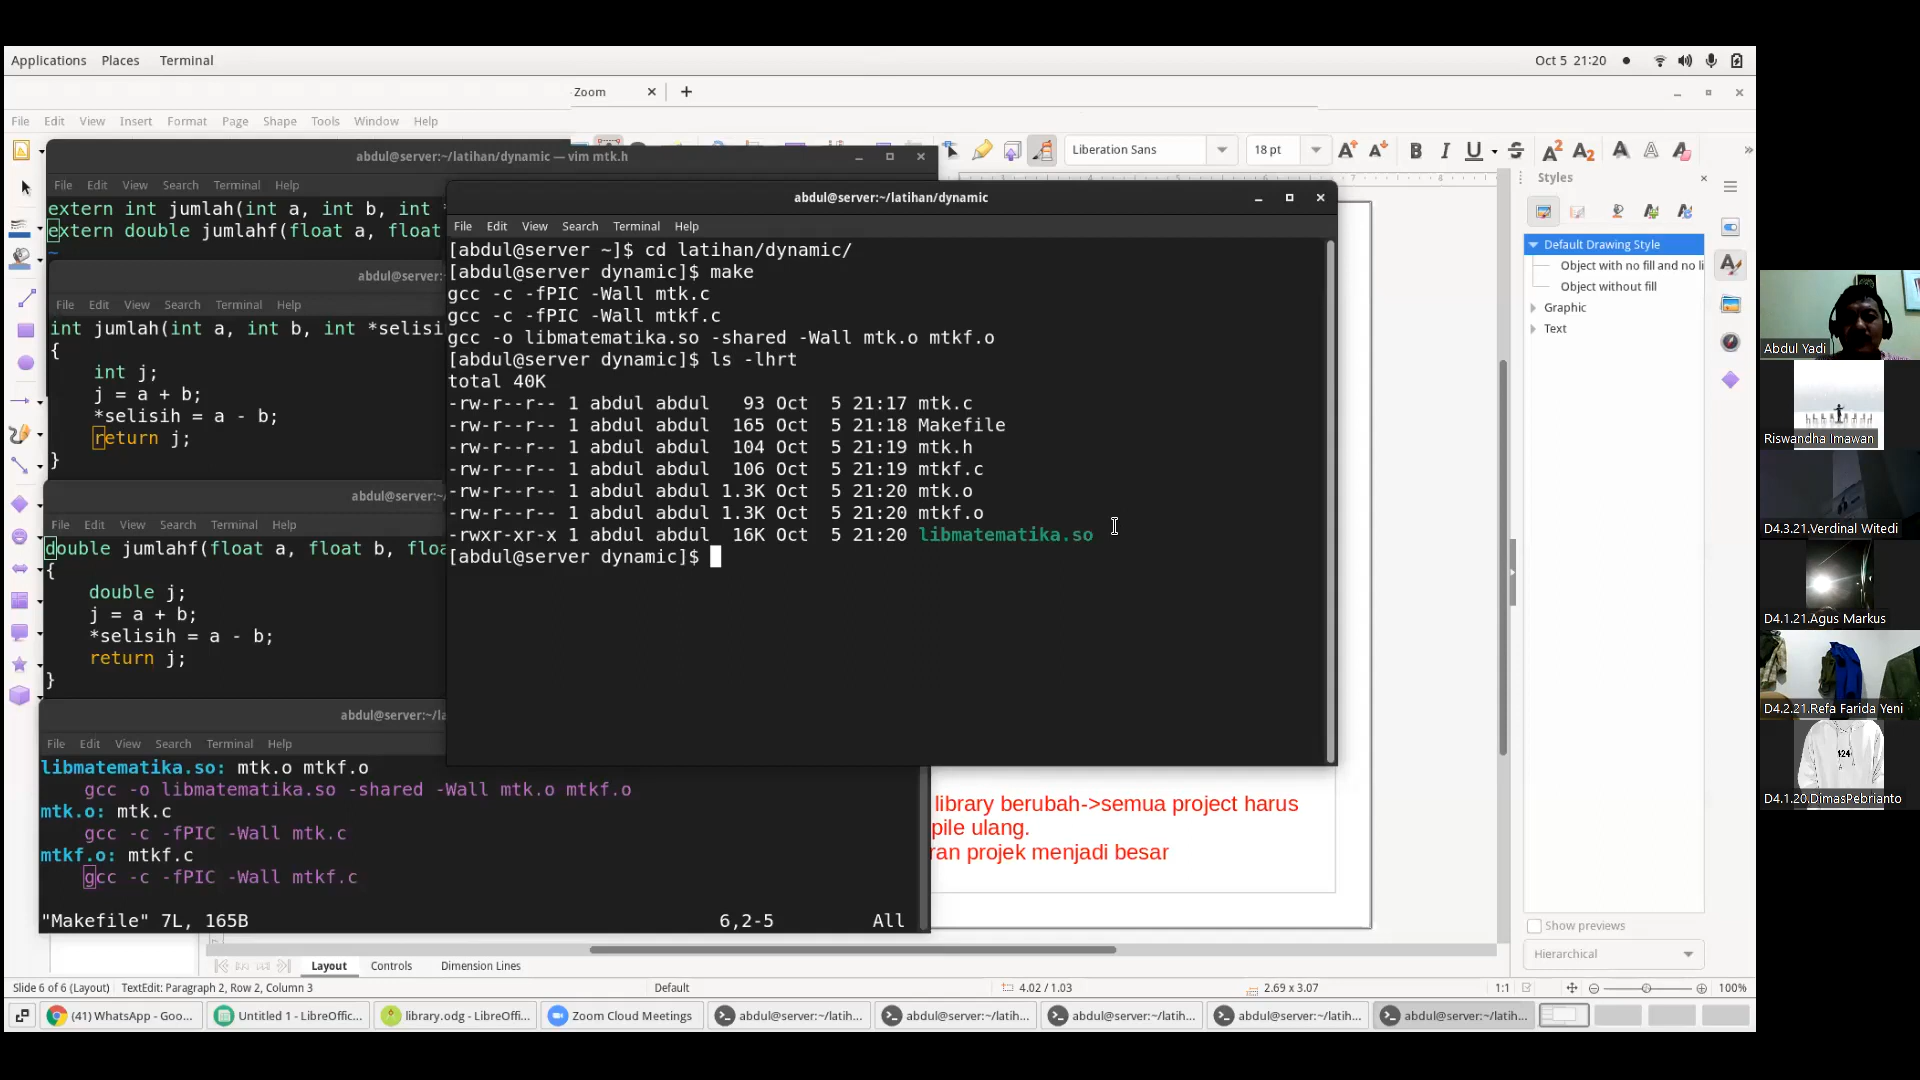 Applications Places Terminal
Oct 5 21:20
Zoom
File Edit View Insert Format Page Shape Tools Window Help
Liberation Sans
18 pt
abdul@server:~/latihan/dynamic — vim mtk.h
File Edit View Search Terminal Help
extern int jumlah(int a, int b, int *
extern double jumlahf(float a, float
~
abdul@server:~/
File Edit View Search Terminal Help
int jumlah(int a, int b, int *selisi
{
int j;
j = a + b;
*selisih = a - b;
return j;
}
abdul@server:~/
File Edit View Search Terminal Help
double jumlahf(float a, float b, floa
{
double j;
j = a + b;
*selisih = a - b;
return j;
}
abdul@server:~/la
File Edit View Search Terminal Help
libmatematika.so: mtk.o mtkf.o
gcc -o libmatematika.so -shared -Wall mtk.o mtkf.o
mtk.o: mtk.c
gcc -c -fPIC -Wall mtk.c
mtkf.o: mtkf.c
gcc -c -fPIC -Wall mtkf.c
"Makefile" 7L, 165B 6,2-5 All
abdul@server:~/latihan/dynamic
File Edit View Search Terminal Help
[abdul@server ~]$ cd latihan/dynamic/
[abdul@server dynamic]$ make
gcc -c -fPIC -Wall mtk.c
gcc -c -fPIC -Wall mtkf.c
gcc -o libmatematika.so -shared -Wall mtk.o mtkf.o
[abdul@server dynamic]$ ls -lhrt
total 40K
-rw-r--r-- 1 abdul abdul 93 Oct 5 21:17 mtk.c
-rw-r--r-- 1 abdul abdul 165 Oct 5 21:18 Makefile
-rw-r--r-- 1 abdul abdul 104 Oct 5 21:19 mtk.h
-rw-r--r-- 1 abdul abdul 106 Oct 5 21:19 mtkf.c
-rw-r--r-- 1 abdul abdul 1.3K Oct 5 21:20 mtk.o
-rw-r--r-- 1 abdul abdul 1.3K Oct 5 21:20 mtkf.o
-rwxr-xr-x 1 abdul abdul 16K Oct 5 21:20 libmatematika.so
[abdul@server dynamic]$
library berubah->semua project harus
pile ulang.
ran projek menjadi besar
Styles
Default Drawing Style
Object with no fill and no li
Object without fill
Graphic
Text
Show previews
Hierarchical
Abdul Yadi
Riswandha Imawan
D4.3.21.Verdinal Witedi
D4.1.21.Agus Markus
D4.2.21.Refa Farida Yeni
D4.1.20.DimasPebrianto
Layout Controls Dimension Lines
Slide 6 of 6 (Layout) TextEdit: Paragraph 2, Row 2, Column 3 Default 4.02 / 1.03 2.69 x 3.07 1:1 100%
(41) WhatsApp - Goo... Untitled 1 - LibreOffic... library.odg - LibreOffi... Zoom Cloud Meetings abdul@server:~/latih... abdul@server:~/latih... abdul@server:~/latih... abdul@server:~/latih... abdul@server:~/latih...